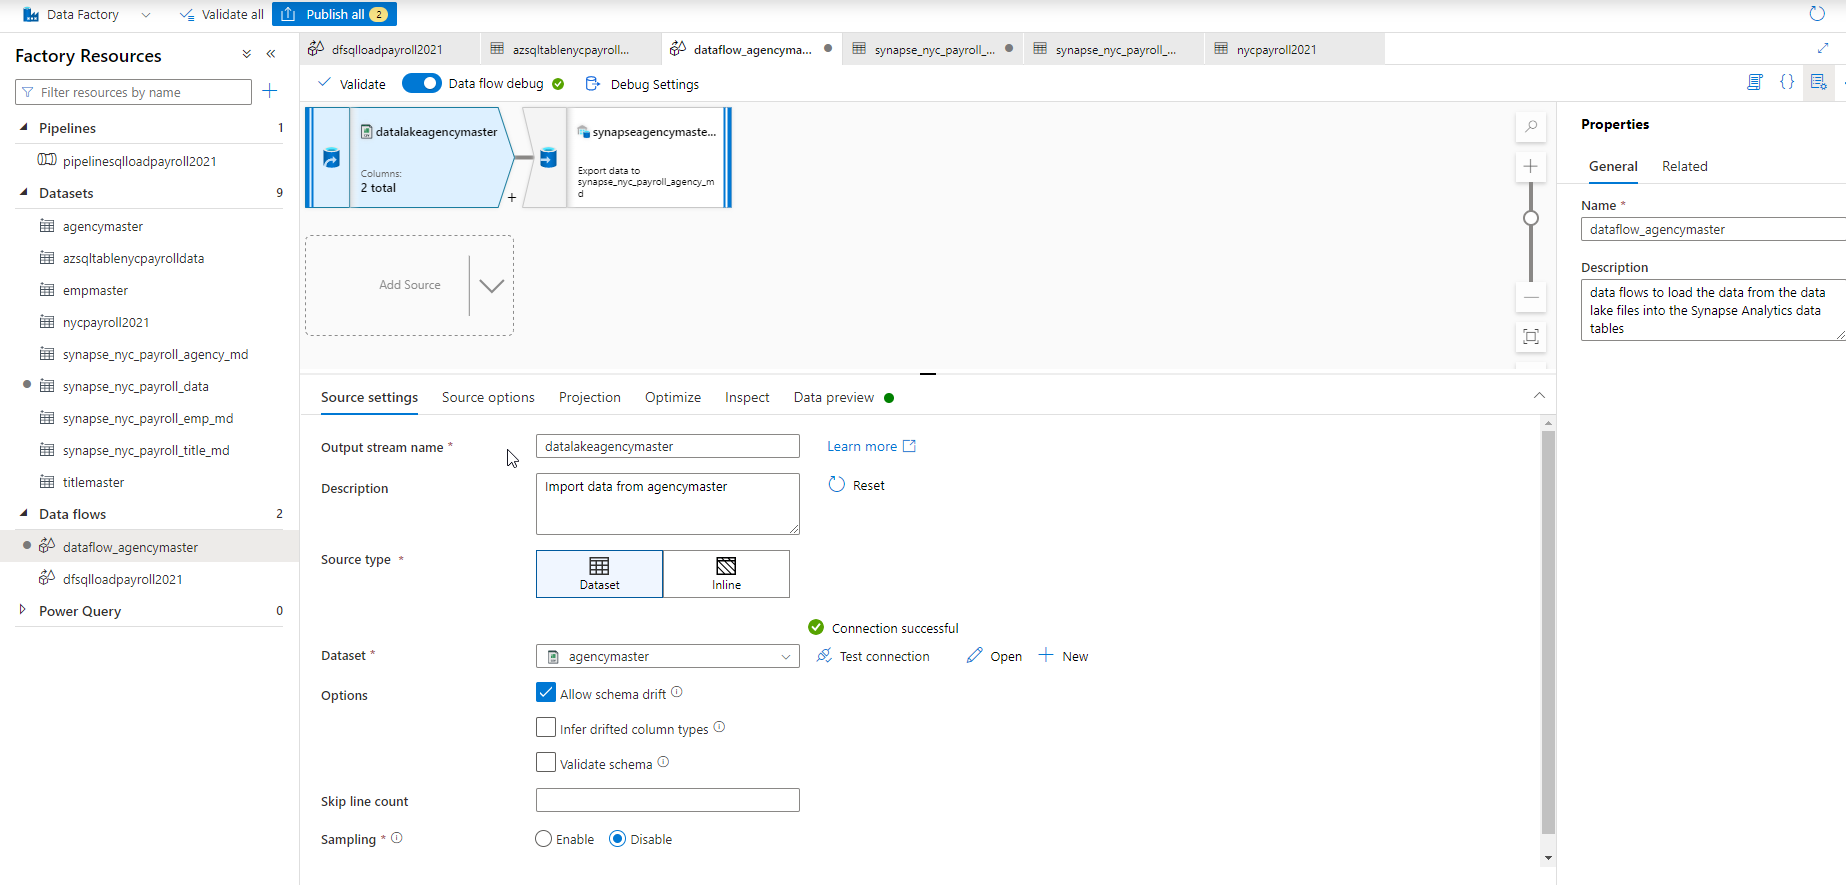 Data Factory
Validate all
Publish all 2
Factory Resources
Filter resources by name
Pipelines 1
pipelinesqlloadpayroll2021
Datasets 9
agencymaster
azsqltablenycpayrolldata
empmaster
nycpayroll2021
synapse_nyc_payroll_agency_md
synapse_nyc_payroll_data
synapse_nyc_payroll_emp_md
synapse_nyc_payroll_title_md
titlemaster
Data flows 2
dataflow_agencymaster
dfsqlloadpayroll2021
Power Query 0
dfsqlloadpayroll2021
azsqltablenycpayroll...
dataflow_agencyma...
synapse_nyc_payroll_...
synapse_nyc_payroll_...
nycpayroll2021
Validate
Data flow debug
Debug Settings
datalakeagencymaster
Columns:
2 total
+
synapseagencymaste...
Export data to
synapse_nyc_payroll_agency_m
d
Add Source
Source settings
Source options
Projection
Optimize
Inspect
Data preview
Output stream name *
datalakeagencymaster
Learn more
Description
Import data from agencymaster
Reset
Source type *
Dataset
Inline
Connection successful
Dataset *
agencymaster
Test connection
Open
New
Options
Allow schema drift
Infer drifted column types
Validate schema
Skip line count
Sampling *
Enable
Disable
Properties
General
Related
Name *
dataflow_agencymaster
Description
data flows to load the data from the data
lake files into the Synapse Analytics data
tables